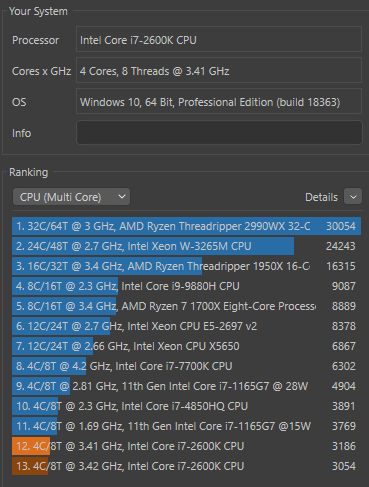 Your System
Processor Intel Core i7-2600K CPU
Cores x GHz 4 Cores, 8 Threads @ 3.41 GHz
OS Windows 10, 64 Bit, Professional Edition (build 18363)
Info
Ranking
CPU (Multi Core) Details
1. 32C/64T @ 3 GHz, AMD Ryzen Threadripper 2990WX 32-C 30054
2. 24C/48T @ 2.7 GHz, Intel Xeon W-3265M CPU 24243
3. 16C/32T @ 3.4 GHz, AMD Ryzen Threadripper 1950X 16-Co 16315
4. 8C/16T @ 2.3 GHz, Intel Core i9-9880H CPU 9087
5. 8C/16T @ 3.4 GHz, AMD Ryzen 7 1700X Eight-Core Processo 8889
6. 12C/24T @ 2.7 GHz, Intel Xeon CPU E5-2697 v2 8378
7. 12C/24T @ 2.66 GHz, Intel Xeon CPU X5650 6867
8. 4C/8T @ 4.2 GHz, Intel Core i7-7700K CPU 6302
9. 4C/8T @ 2.81 GHz, 11th Gen Intel Core i7-1165G7 @ 28W 4904
10. 4C/8T @ 2.3 GHz, Intel Core i7-4850HQ CPU 3891
11. 4C/8T @ 1.69 GHz, 11th Gen Intel Core i7-1165G7 @15W 3769
12. 4C/8T @ 3.41 GHz, Intel Core i7-2600K CPU 3186
13. 4C/8T @ 3.42 GHz, Intel Core i7-2600K CPU 3054